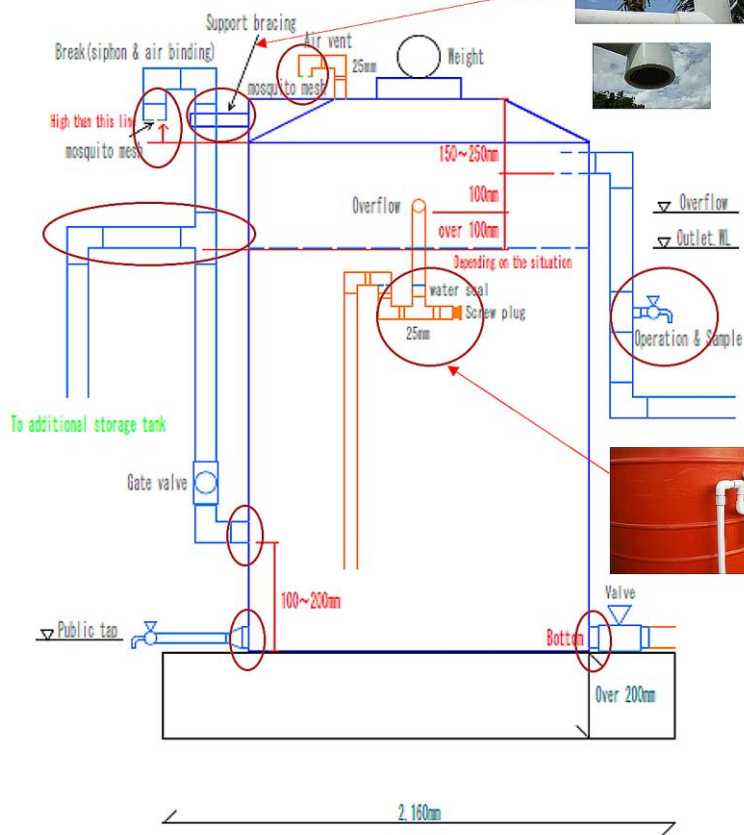 Support bracing
Break(siphon & air binding)
Air vent
25mm
Weight
mosquito mesh
High than this line
mosquito mesh
150~250mm
100mm
Overflow
over 100mm
Overflow
Outlet WL
Depending on the situation
water seal
Screw plug
25mm
Operation & Sample
To additional storage tank
Gate valve
100~200mm
Valve
Public tap
Bottom
Over 200mm
2,160mm